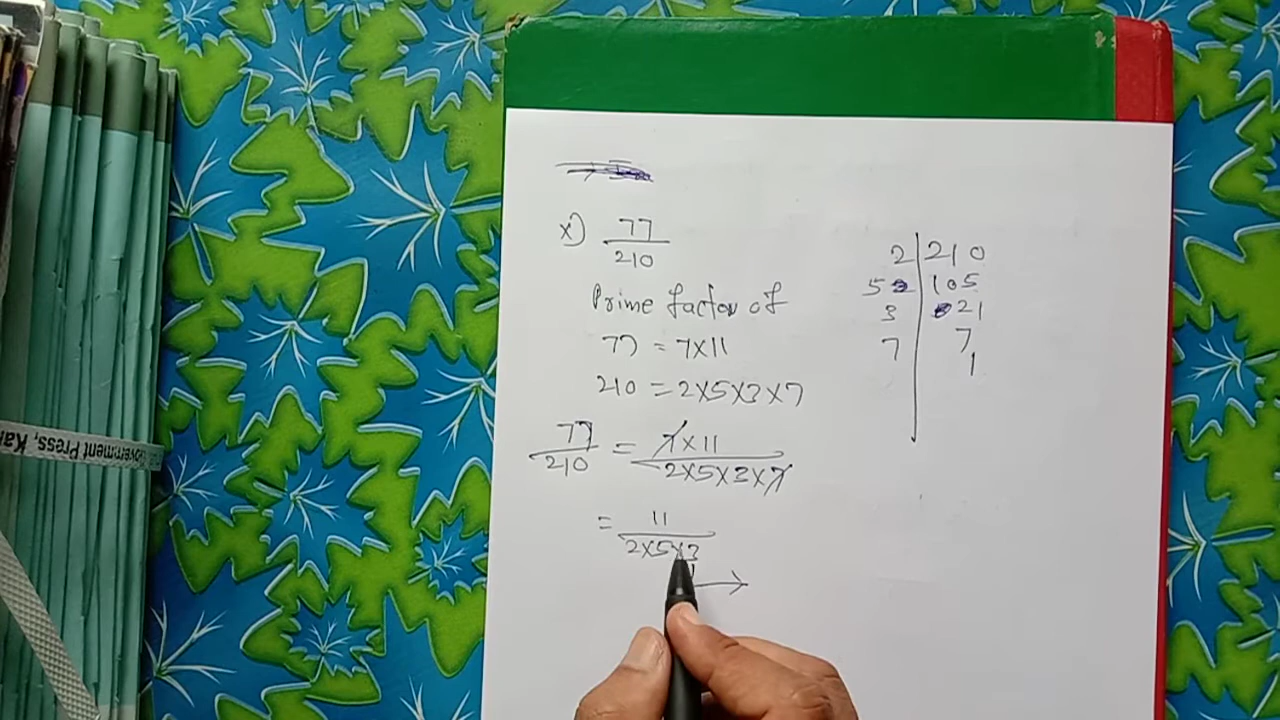 x) 77
210
Prime factor of
77 = 7×11
210 = 2×5×3×7
77 = 7×11
210 2×5×3×7
= 11
2×5×3
2 210
5 105
3 21
7 7
1
Government Press, Kar